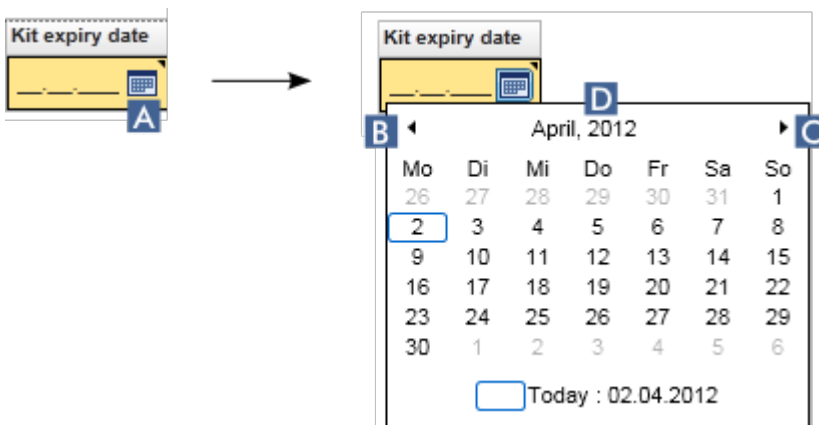 Kit expiry date
__.__.____
A
Kit expiry date
__.__.____
D
B
April, 2012
C
Mo Di Mi Do Fr Sa So
26 27 28 29 30 31 1
2 3 4 5 6 7 8
9 10 11 12 13 14 15
16 17 18 19 20 21 22
23 24 25 26 27 28 29
30 1 2 3 4 5 6
Today : 02.04.2012